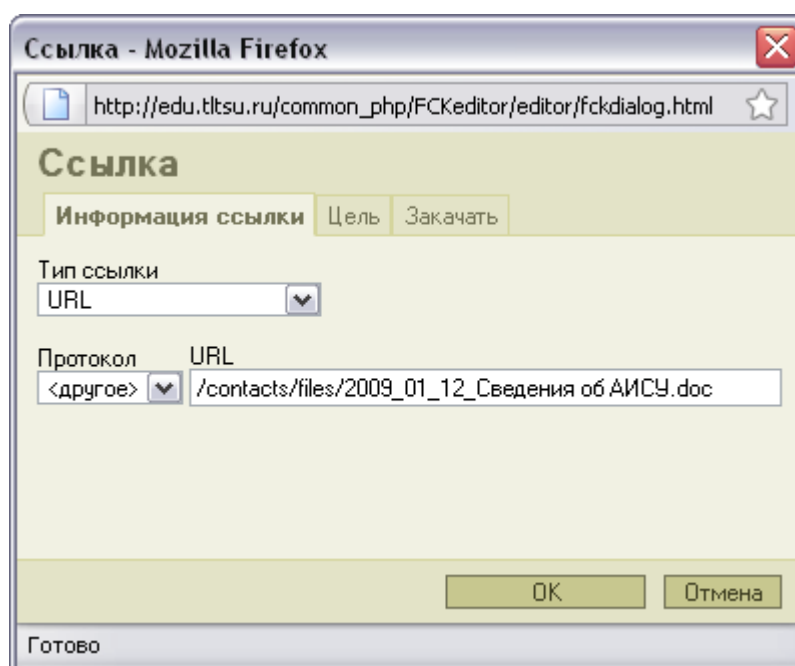 Ссылка - Mozilla Firefox
http://edu.tltsu.ru/common_php/FCKeditor/editor/fckdialog.html
Ссылка
Информация ссылки Цель Закачать
Тип ссылки
URL
Протокол URL
<другое> /contacts/files/2009_01_12_Сведения об АИСУ.doc
OK Отмена
Готово